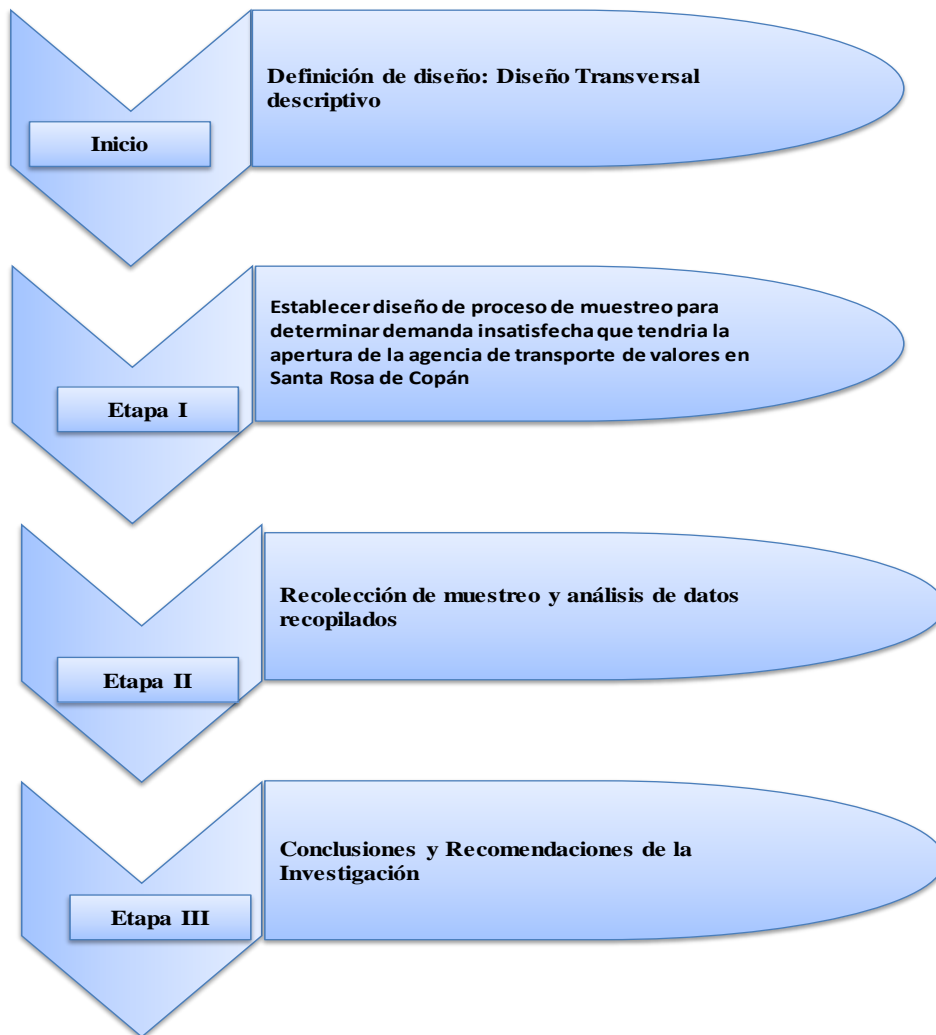 Definición de diseño: Diseño Transversal
descriptivo
Inicio
Establecer diseño de proceso de muestreo para
determinar demanda insatisfecha que tendria la
apertura de la agencia de transporte de valores en
Santa Rosa de Copán
Etapa I
Recolección de muestreo y análisis de datos
recopilados
Etapa II
Conclusiones y Recomendaciones de la
Investigación
Etapa III